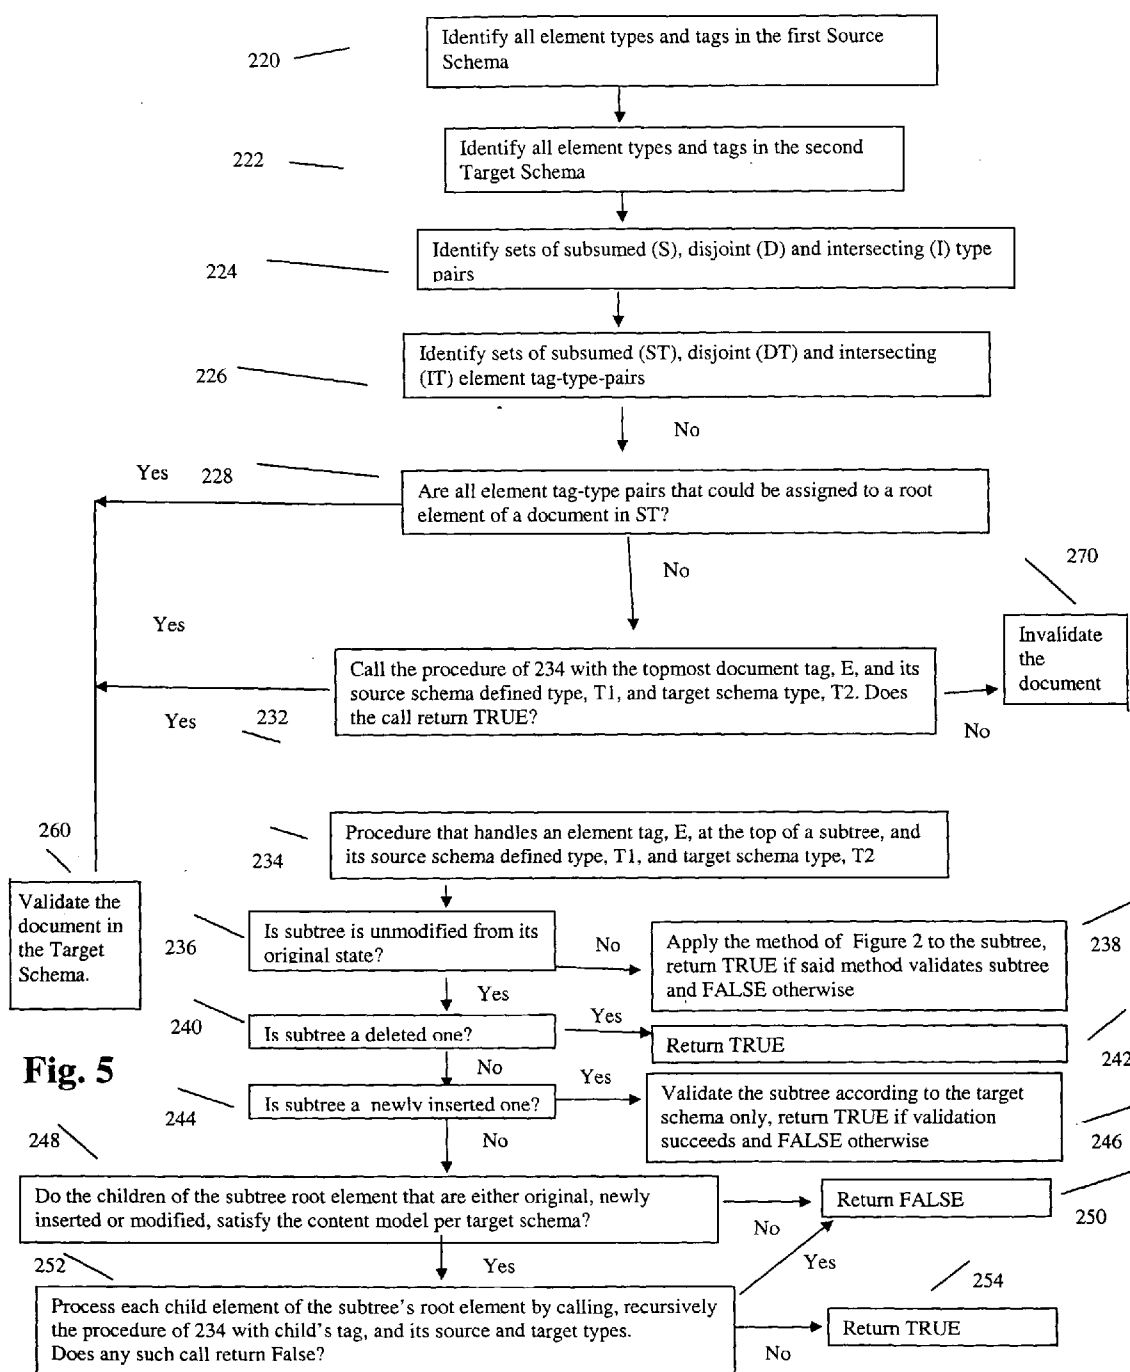 220
Identify all element types and tags in the first Source
Schema
222
Identify all element types and tags in the second
Target Schema
224
Identify sets of subsumed (S), disjoint (D) and intersecting (I) type
pairs
226
Identify sets of subsumed (ST), disjoint (DT) and intersecting
(IT) element tag-type-pairs
No
Yes
228
Are all element tag-type pairs that could be assigned to a root
element of a document in ST?
No
270
Yes
Invalidate
the
document
Call the procedure of 234 with the topmost document tag, E, and its
source schema defined type, T1, and target schema type, T2. Does
the call return TRUE?
Yes
232
No
260
234
Procedure that handles an element tag, E, at the top of a subtree, and
its source schema defined type, T1, and target schema type, T2
Validate the
document in
the Target
Schema.
236
Is subtree is unmodified from its
original state?
No
Apply the method of Figure 2 to the subtree,
return TRUE if said method validates subtree
and FALSE otherwise
238
Yes
240
Is subtree a deleted one?
Yes
Return TRUE
242
Fig. 5
No
244
Is subtree a newly inserted one?
Yes
Validate the subtree according to the target
schema only, return TRUE if validation
succeeds and FALSE otherwise
246
No
248
Do the children of the subtree root element that are either original, newly
inserted or modified, satisfy the content model per target schema?
No
Return FALSE
250
252
Yes
Yes
254
Process each child element of the subtree's root element by calling, recursively
the procedure of 234 with child's tag, and its source and target types.
Does any such call return False?
No
Return TRUE